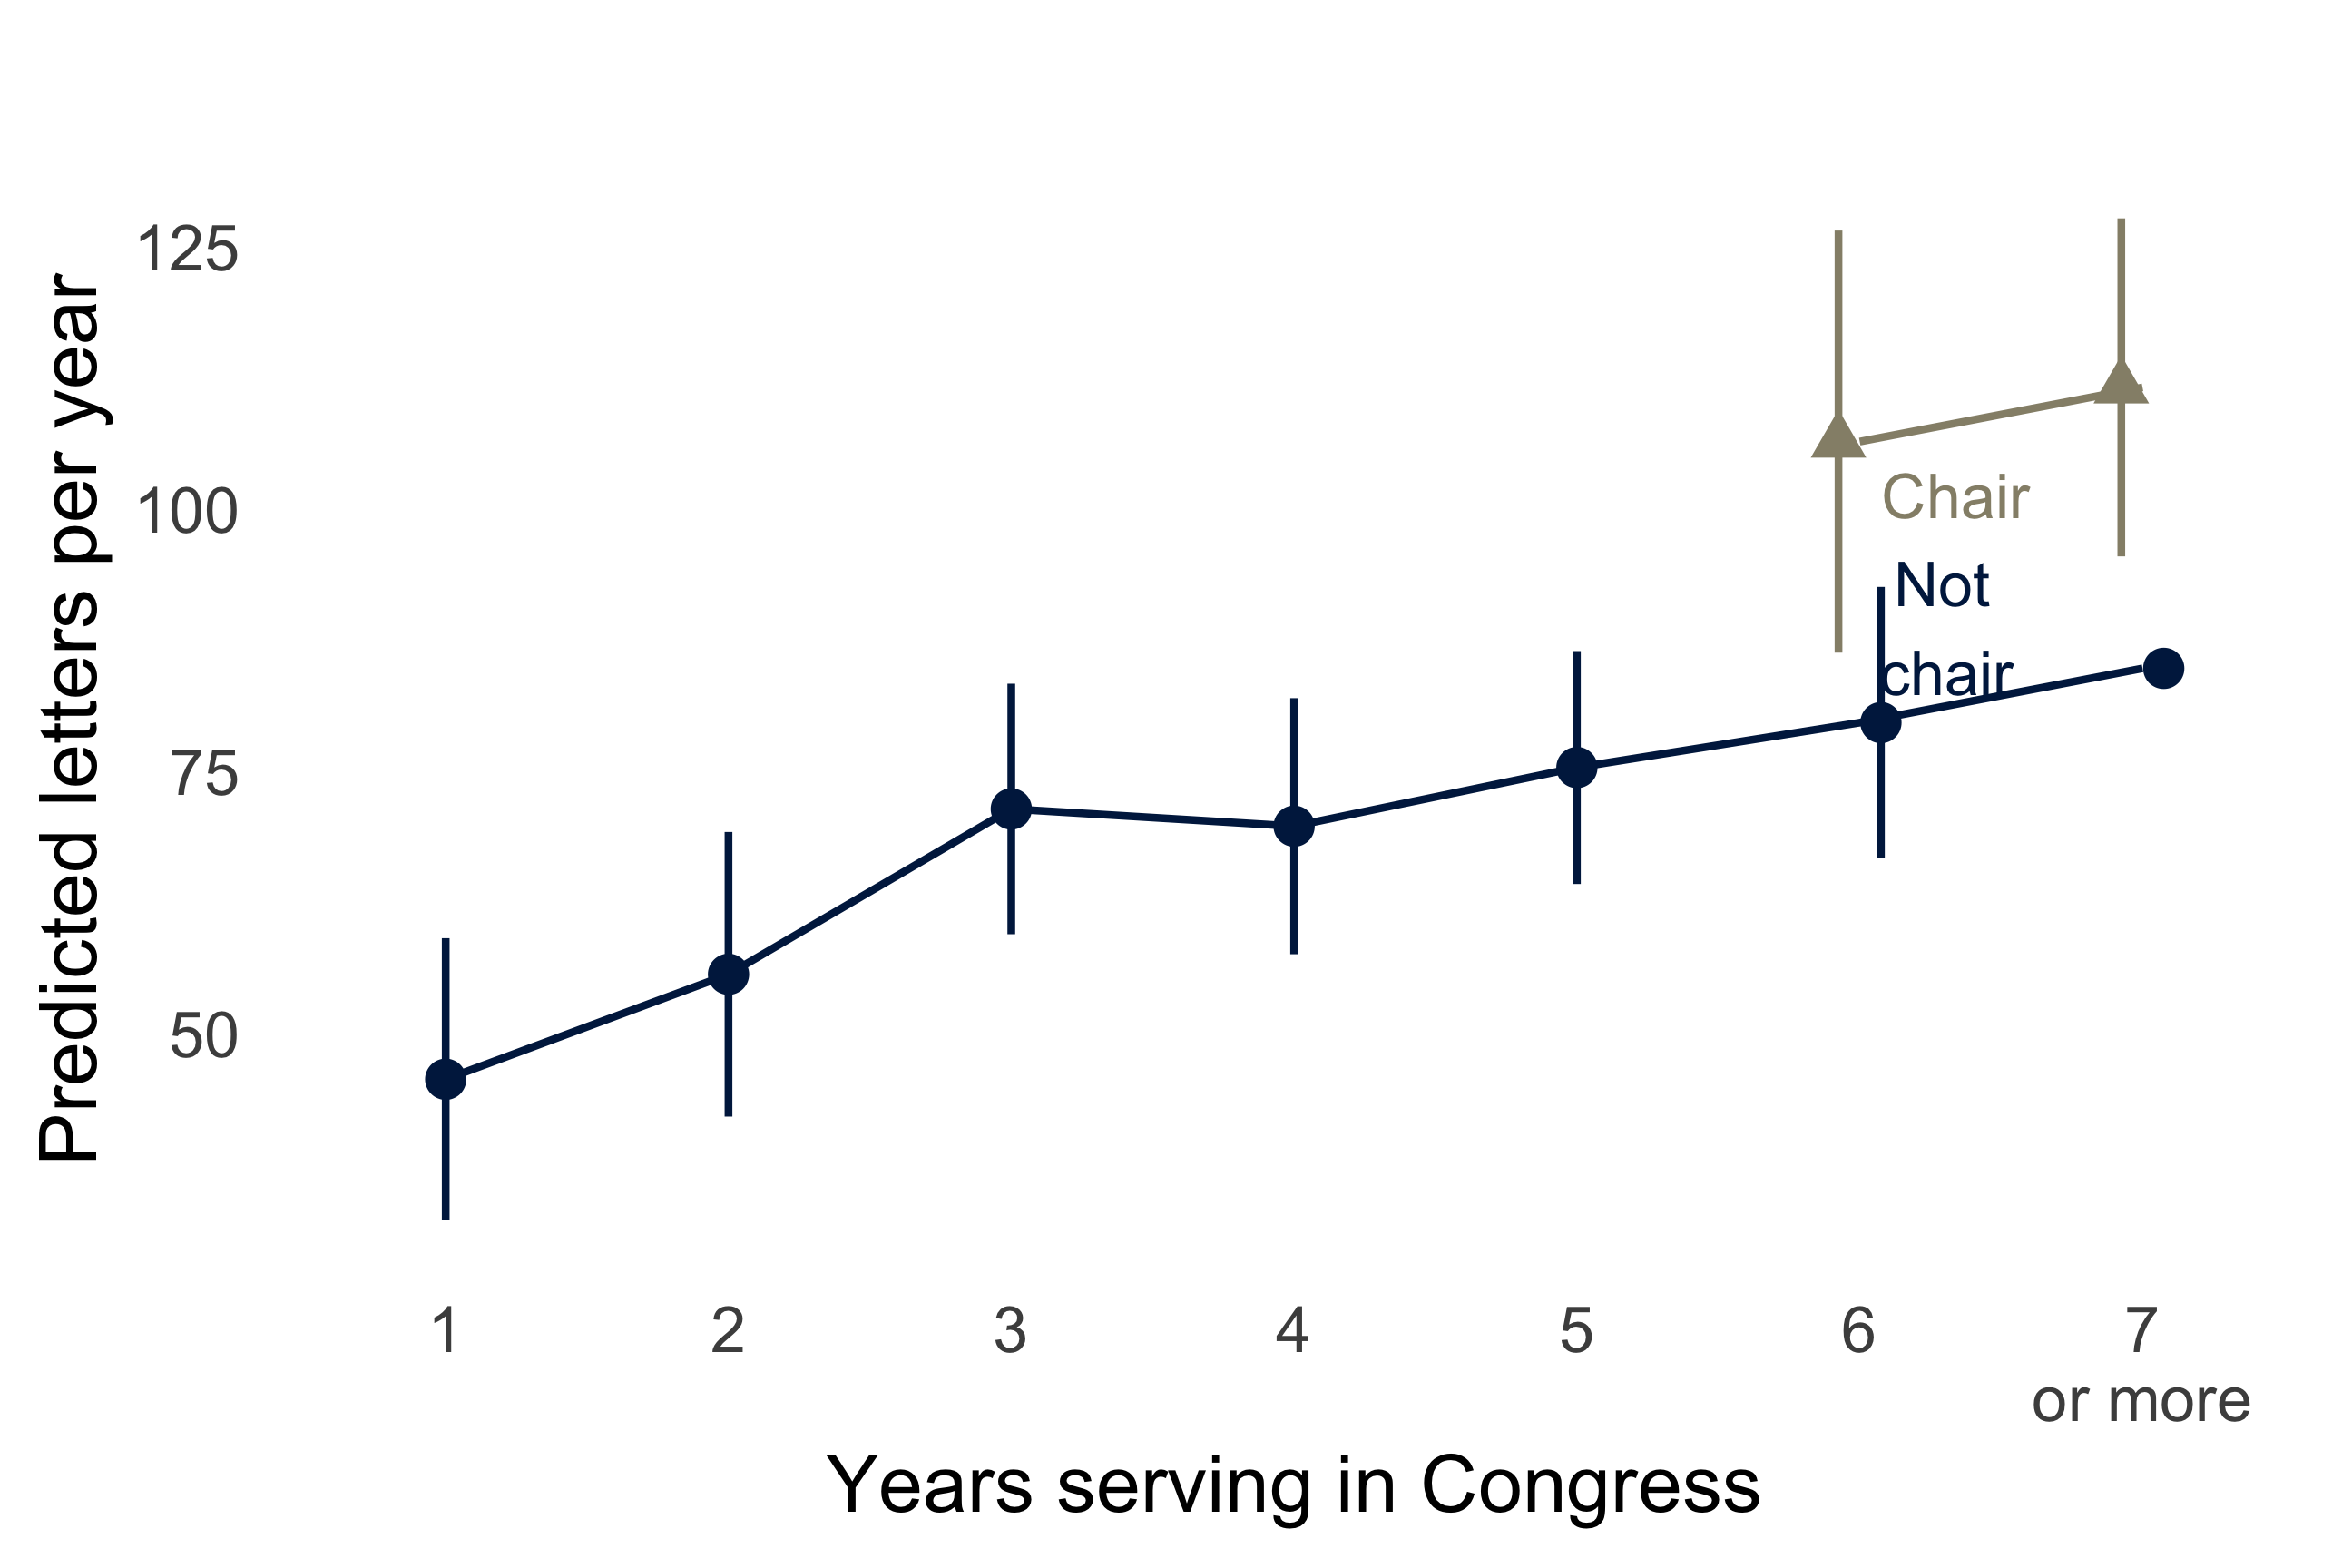 Predicted letters per year
125
100
75
50
Chair
Not
chair
1
2
3
4
5
6
7
or more
Years serving in Congress